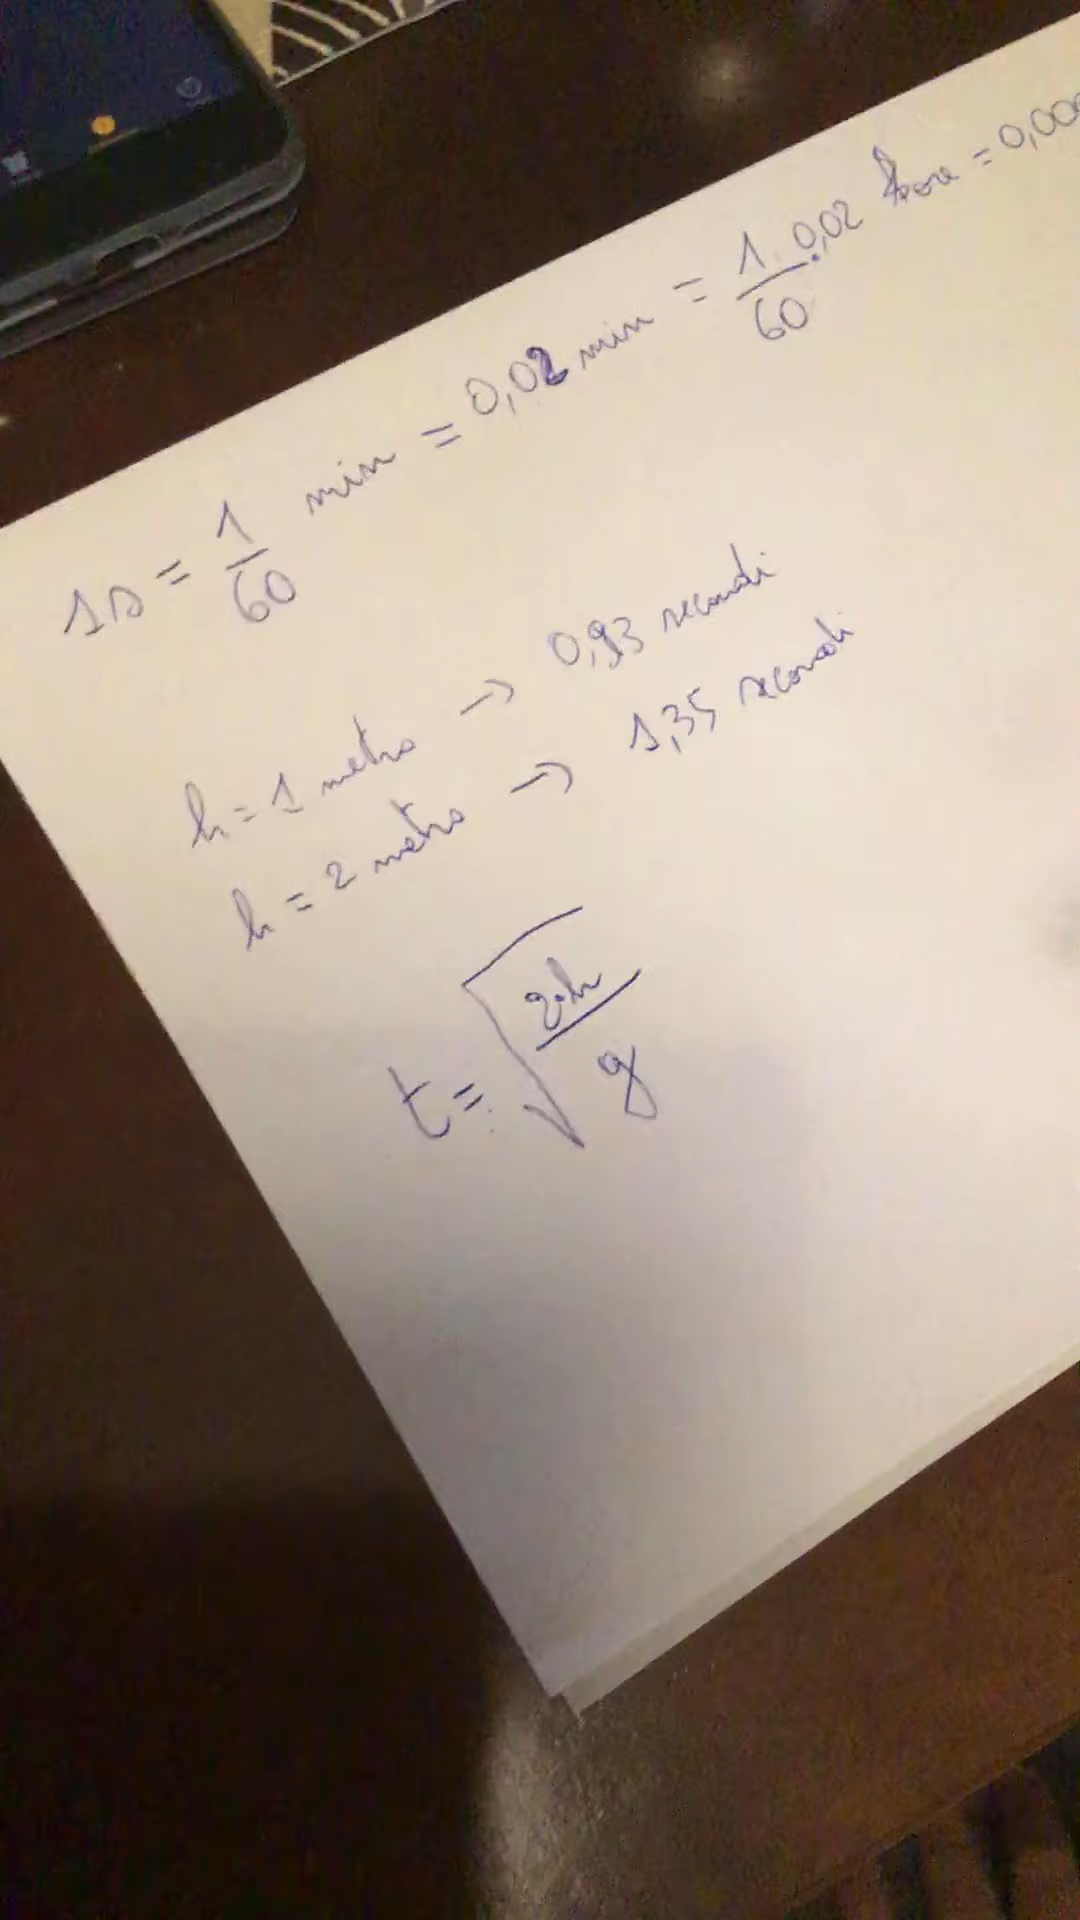 1s = 1/60 min = 0,02 min = 1/60 · 0,02 ore = 0,00
h = 1 metro → 0,93 secondi
h = 2 metro → 1,35 secondi
t = √(2·h/g)